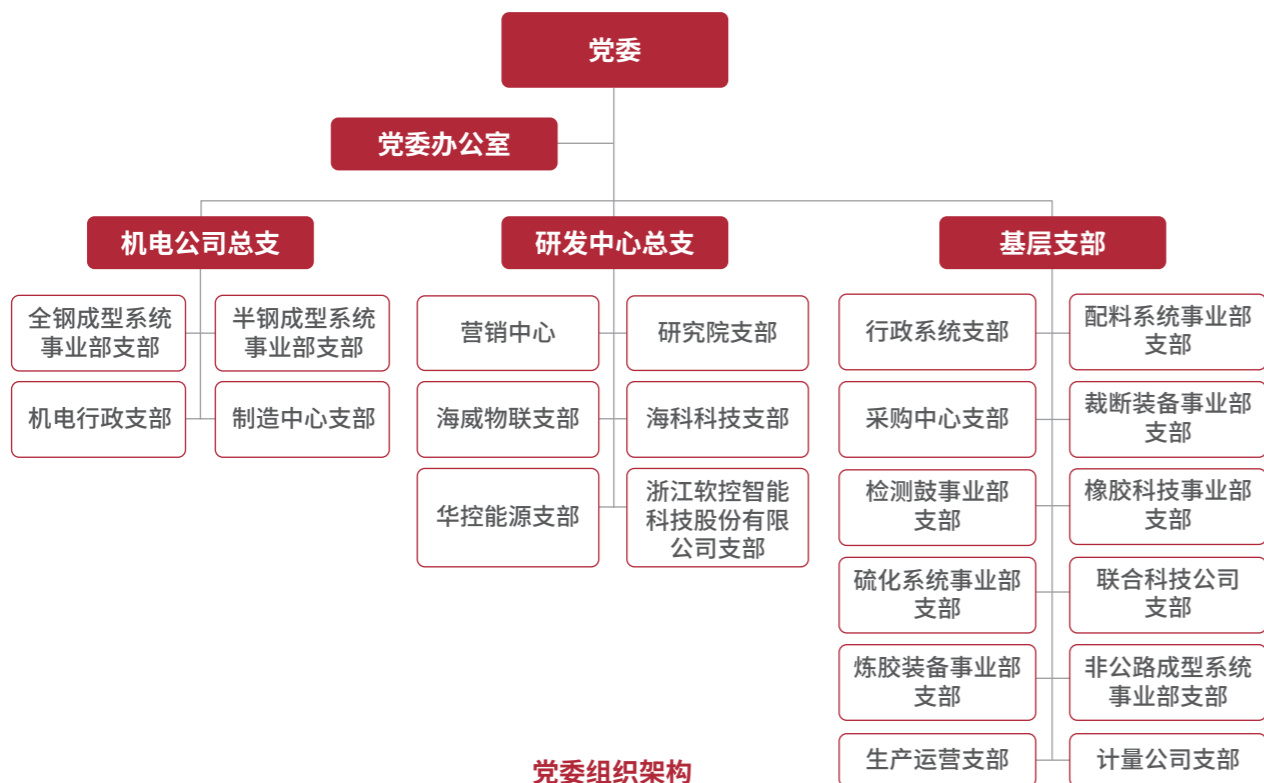 党委
党委办公室
机电公司总支
研发中心总支
基层支部
全钢成型系统
事业部支部
半钢成型系统
事业部支部
机电行政支部
制造中心支部
营销中心
研究院支部
海威物联支部
海科科技支部
华控能源支部
浙江软控智能
科技股份有限
公司支部
行政系统支部
配料系统事业部
支部
采购中心支部
裁断装备事业部
支部
检测鼓事业部
支部
橡胶科技事业部
支部
硫化系统事业部
支部
联合科技公司
支部
炼胶装备事业部
支部
非公路成型系统
事业部支部
生产运营支部
计量公司支部
党委组织架构